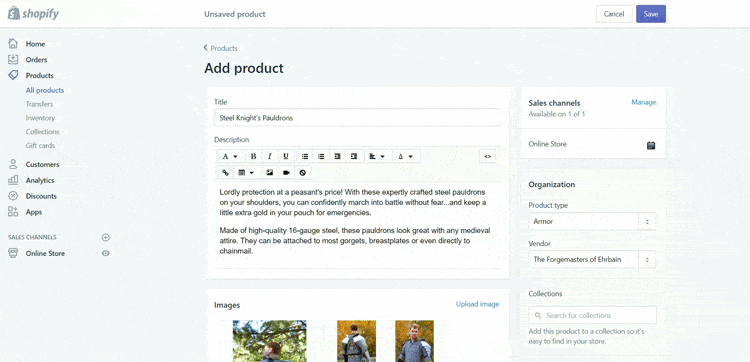 shopify
Unsaved product
Cancel
Save
Home
Orders
Products
All products
Transfers
Inventory
Collections
Gift cards
Customers
Analytics
Discounts
Apps
SALES CHANNELS
Online Store
Products
Add product
Title
Steel Knight's Pauldrons
Description
A
B
I
U
A
<>
Lordly protection at a peasant's price! With these expertly crafted steel pauldrons
on your shoulders, you can confidently march into battle without fear...and keep a
little extra gold in your pouch for emergencies.
Made of high-quality 16-gauge steel, these pauldrons look great with any medieval
attire. They can be attached to most gorgets, breastplates or even directly to
chainmail.
Images
Upload image
Sales channels
Manage
Available on 1 of 1
Online Store
Organization
Product type
Armor
Vendor
The Forgemasters of Ehrbain
Collections
Search for collections
Add this product to a collection so it's
easy to find in your store.